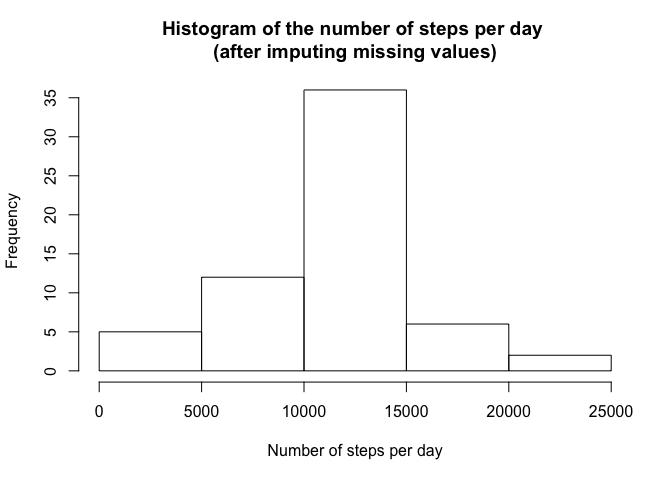 Histogram of the number of steps per day
(after imputing missing values)
35
30
25
20
15
10
5
0
Frequency
0 5000 10000 15000 20000 25000
Number of steps per day